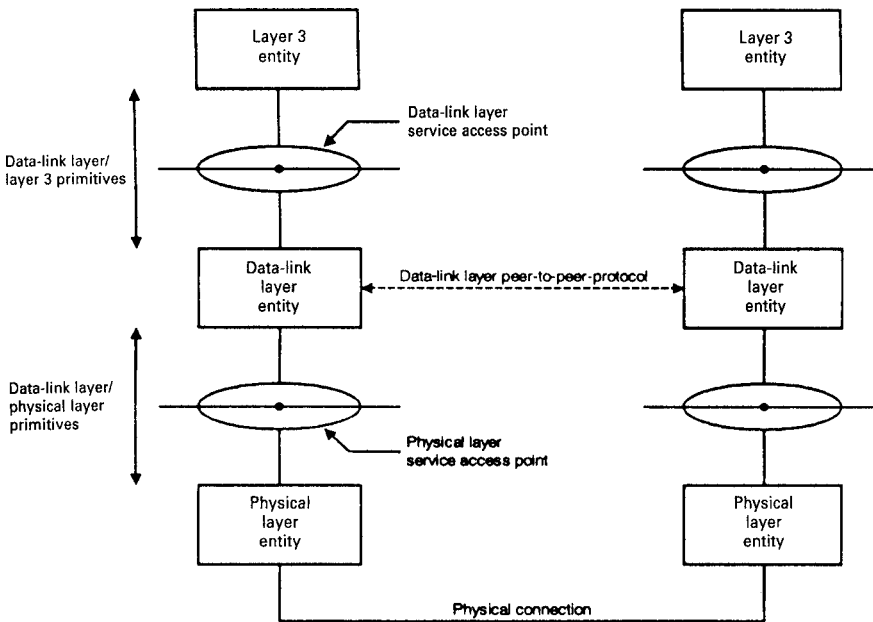 Layer 3
entity
Layer 3
entity
Data-link layer
service access point
Data-link layer/
layer 3 primitives
Data-link
layer
entity
Data-link layer peer-to-peer-protocol
Data-link
layer
entity
Data-link layer/
physical layer
primitives
Physical layer
service access point
Physical
layer
entity
Physical
layer
entity
Physical connection